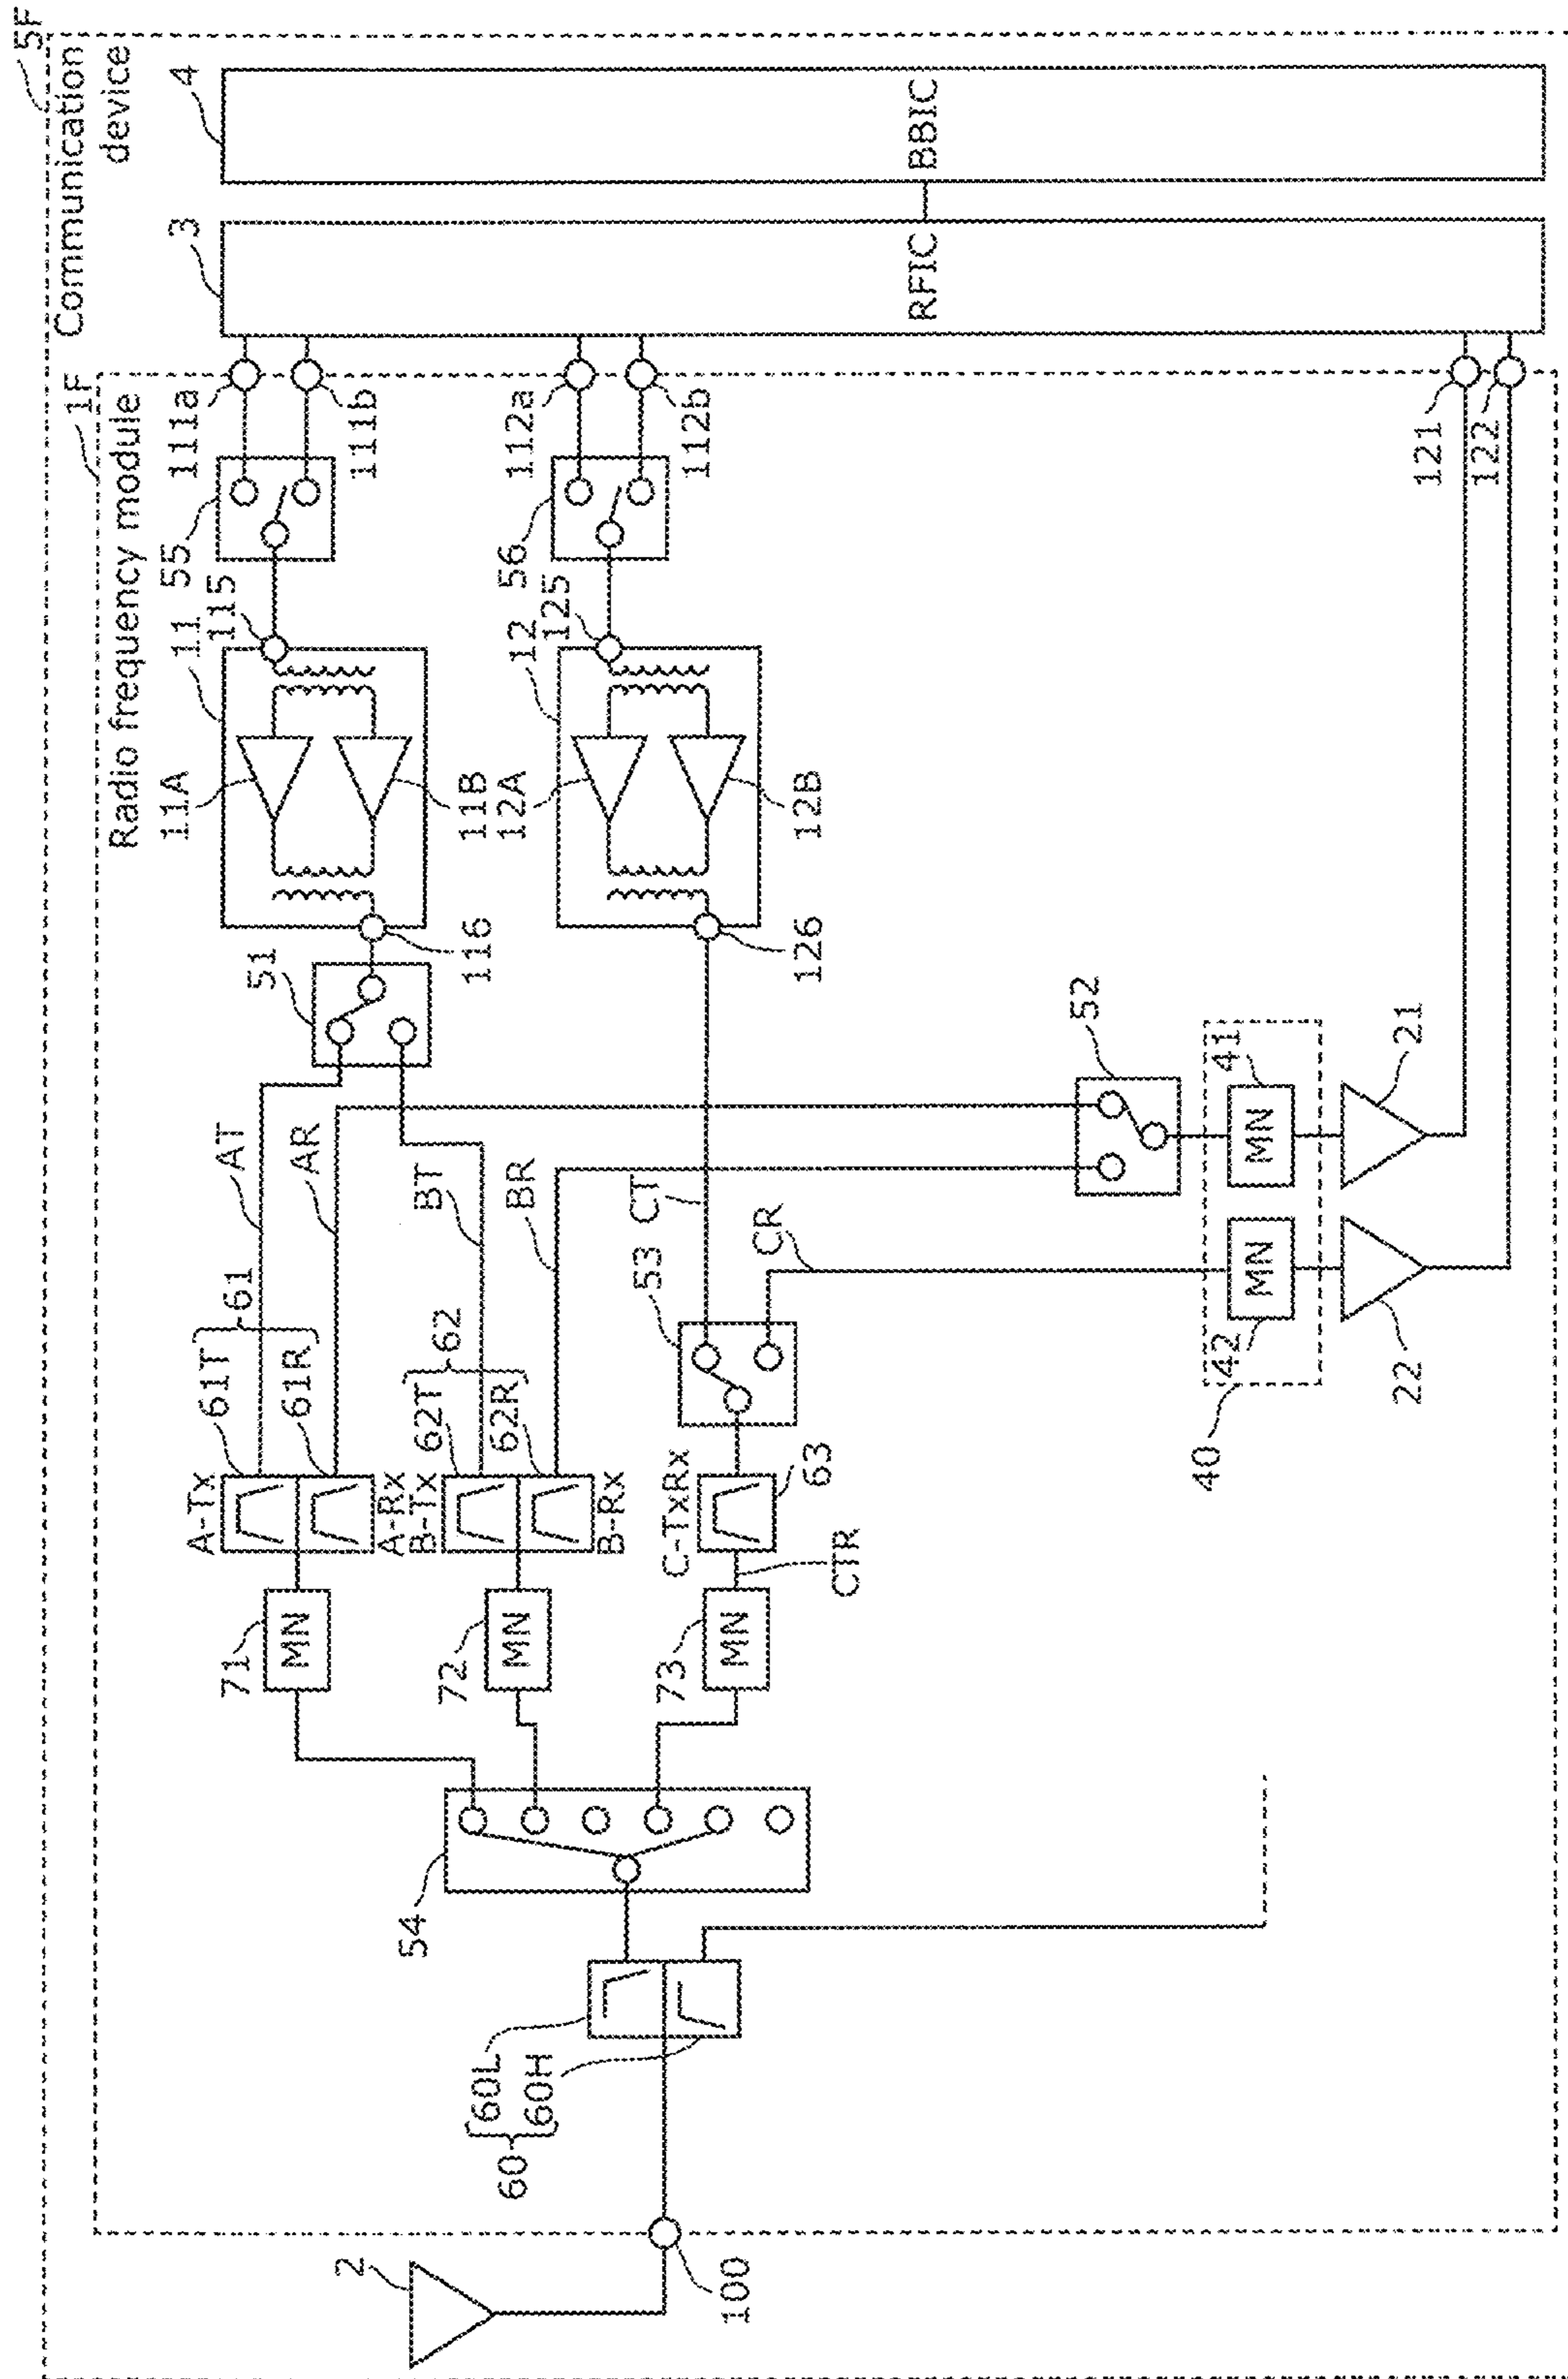 5F
Communication device
1F
Radio frequency module
2
100
60
60L
60H
54
71
MN
72
MN
73
MN
A-Tx
A-Rx
B-Tx
B-Rx
C-TxRx
CTR
61T
61R
61
62T
62R
62
63
53
AT
AR
BT
BR
CT
CR
51
116
11
11A
11B
115
55
111a
111b
126
12
12A
12B
125
56
112a
112b
52
40
41
MN
42
MN
21
22
121
122
3
RFIC
4
BBIC